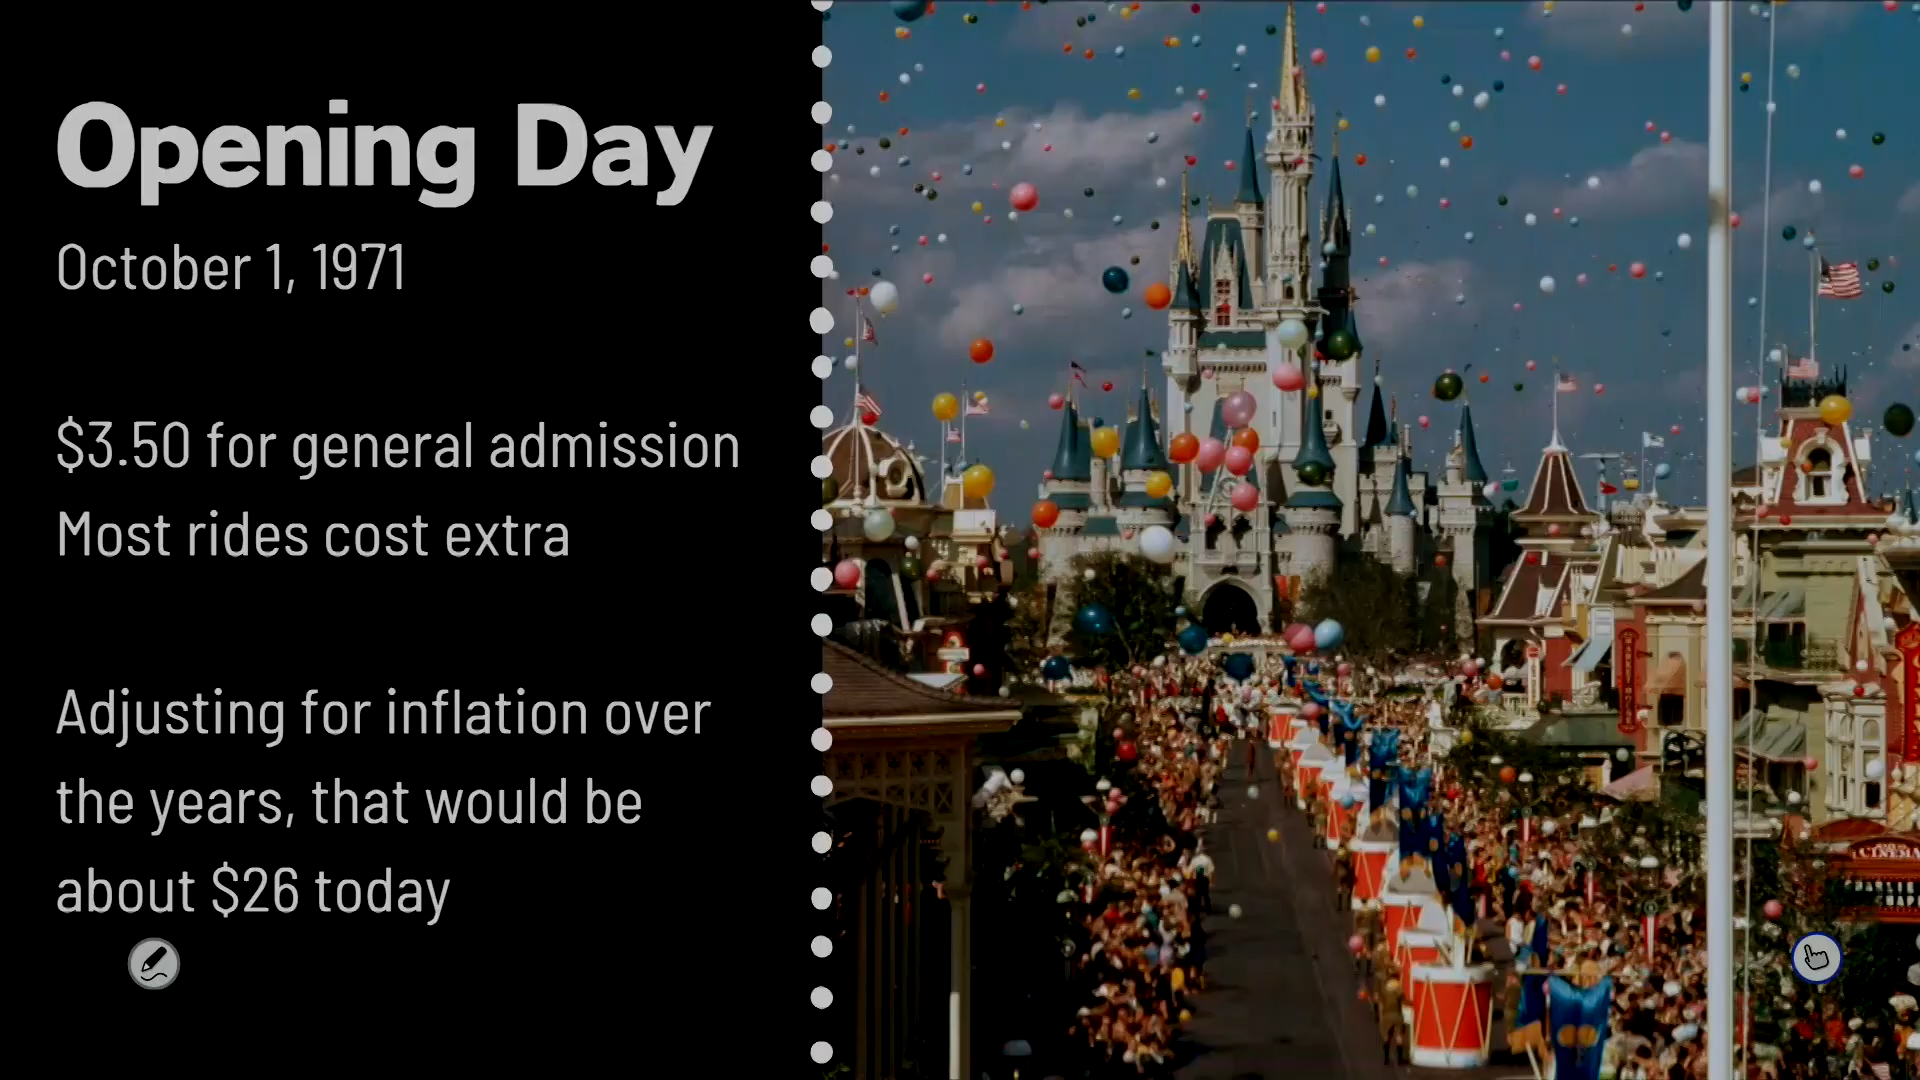 Opening Day
October 1, 1971
$3.50 for general admission
Most rides cost extra
Adjusting for inflation over
the years, that would be
about $26 today
CINEMA